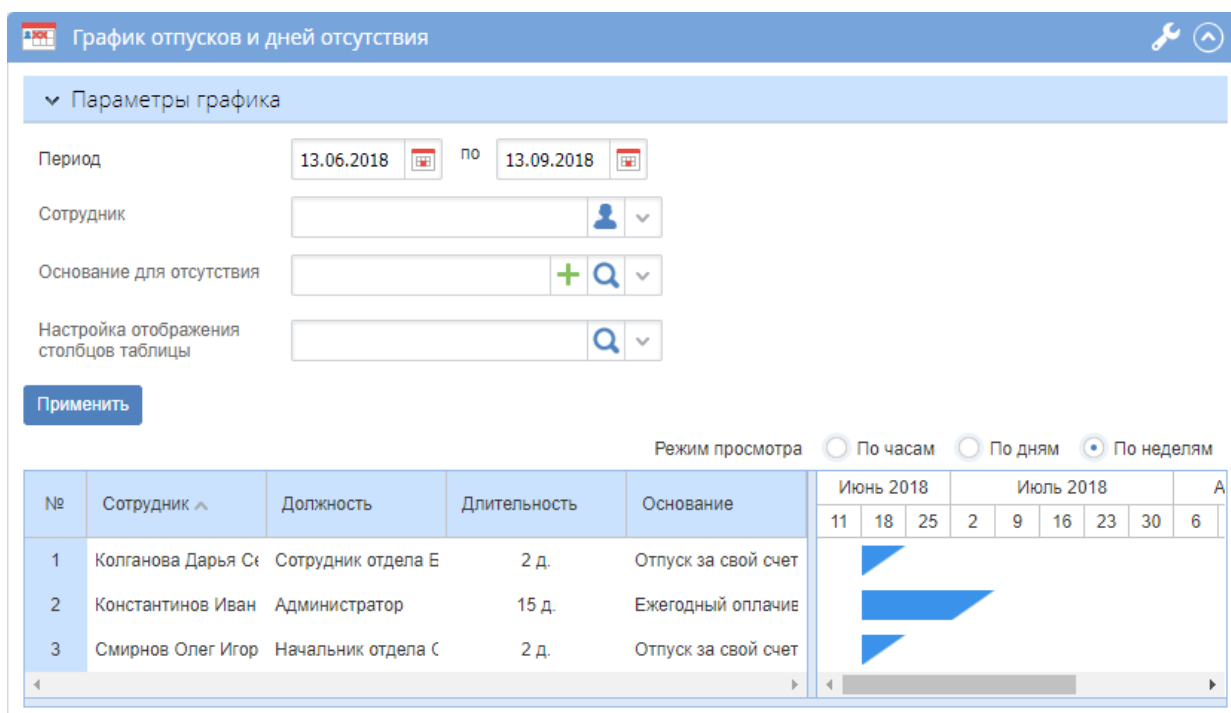 График отпусков и дней отсутствия
Параметры графика
Период 13.06.2018 по 13.09.2018
Сотрудник
Основание для отсутствия
Настройка отображения
столбцов таблицы
Применить
Режим просмотра По часам По дням По неделям
№ Сотрудник Должность Длительность Основание Июнь 2018 Июль 2018 А
11 18 25 2 9 16 23 30 6
1 Колганова Дарья Се Сотрудник отдела Е 2 д. Отпуск за свой счет
2 Константинов Иван Администратор 15 д. Ежегодный оплачив
3 Смирнов Олег Игор Начальник отдела С 2 д. Отпуск за свой счет